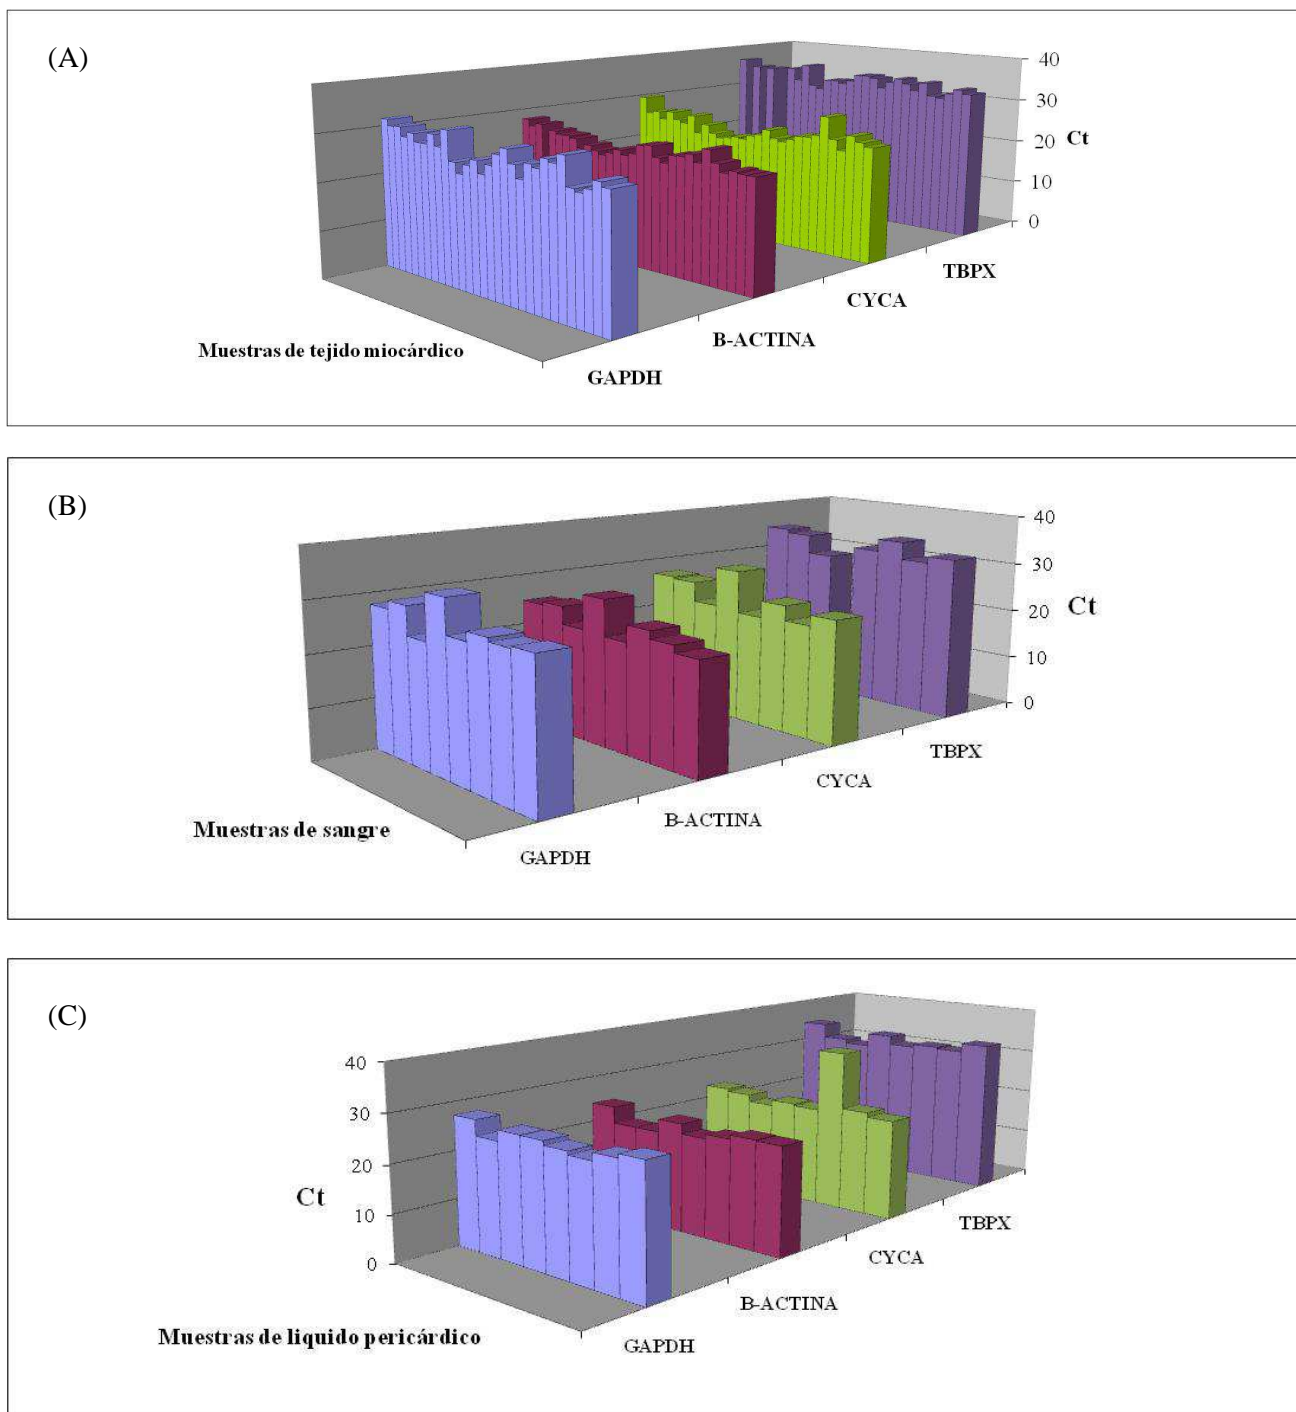 (A)
40
30
20
10
0
Ct
TBPX
CYCA
B-ACTINA
GAPDH
Muestras de tejido miocárdico
(B)
40
30
20
10
0
Ct
TBPX
CYCA
B-ACTINA
GAPDH
Muestras de sangre
(C)
40
30
20
10
0
Ct
TBPX
CYCA
B-ACTINA
GAPDH
Muestras de liquido pericárdico